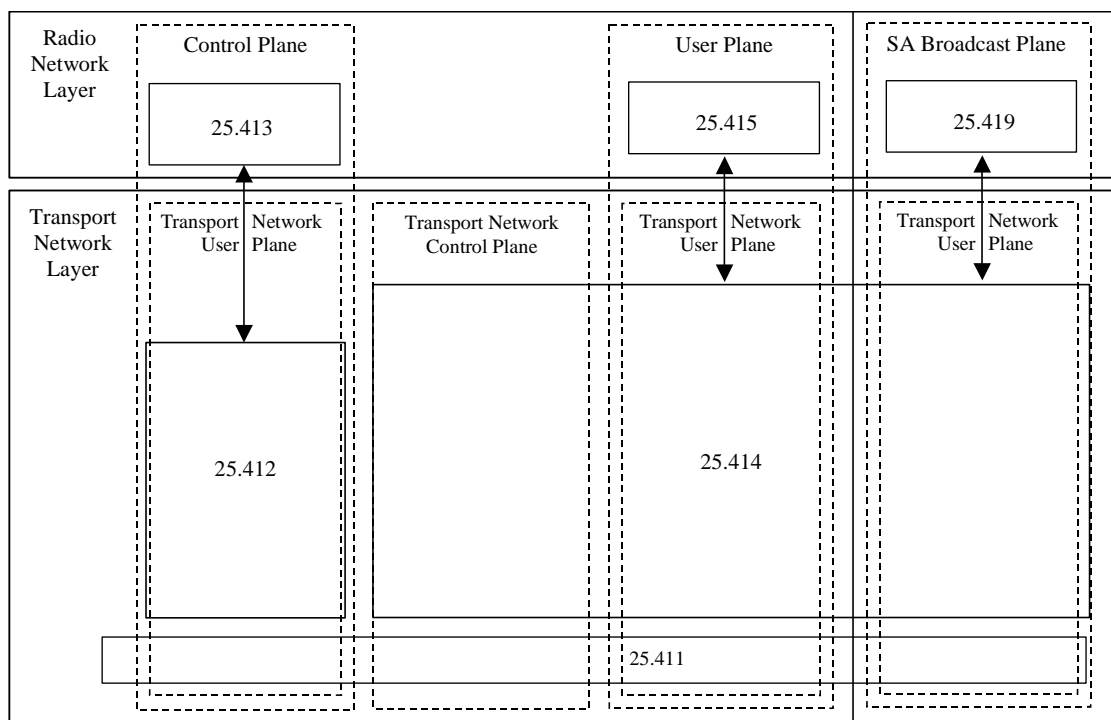 Radio
Network
Layer
Control Plane
User Plane
SA Broadcast Plane
25.413
25.415
25.419
Transport
Network
Layer
Transport Network
User Plane
Transport Network
Control Plane
Transport Network
User Plane
Transport Network
User Plane
25.412
25.414
25.411